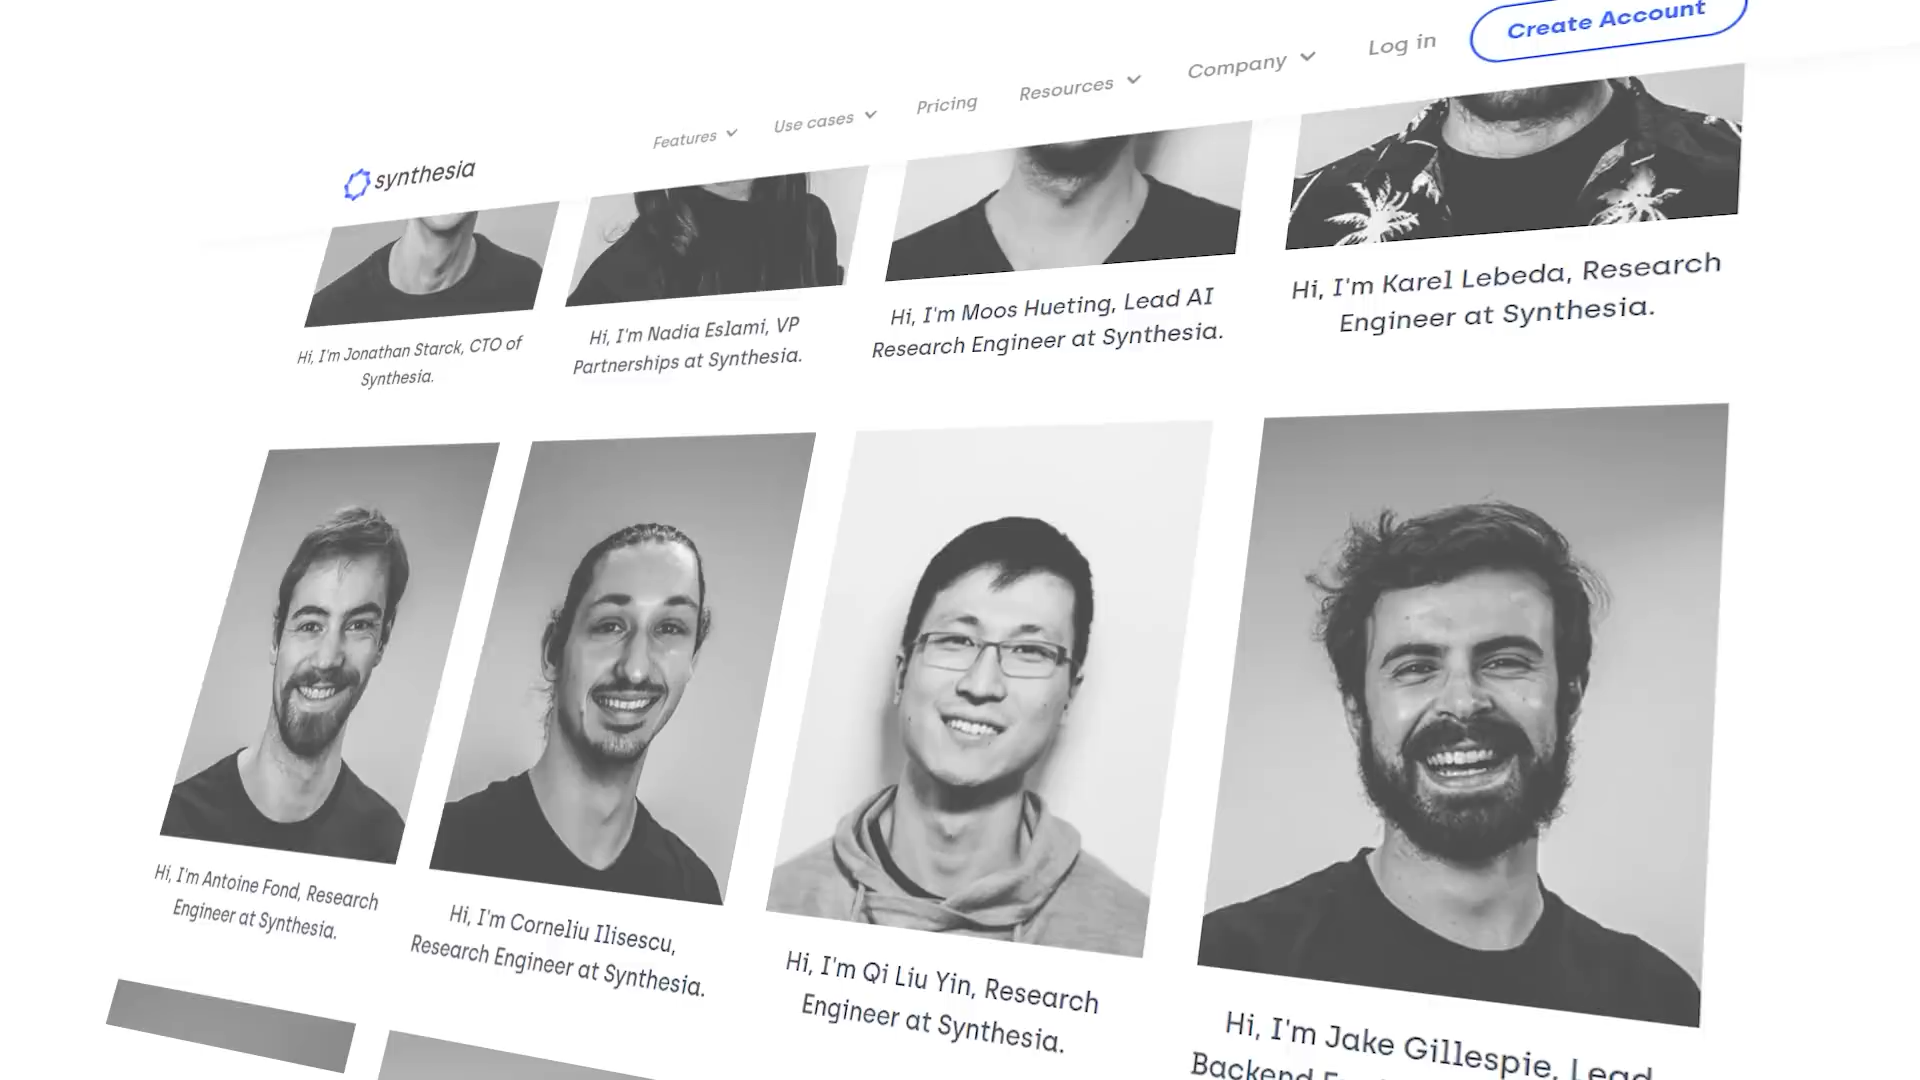 synthesia
Features
Use cases
Pricing
Resources
Company
Log in
Create Account
Hi, I'm Jonathan Starck, CTO of
Synthesia.
Hi, I'm Nadia Eslami, VP
Partnerships at Synthesia.
Hi, I'm Moos Hueting, Lead AI
Research Engineer at Synthesia.
Hi, I'm Karel Lebeda, Research
Engineer at Synthesia.
Hi, I'm Antoine Fond, Research
Engineer at Synthesia.
Hi, I'm Corneliu Ilisescu,
Research Engineer at Synthesia.
Hi, I'm Qi Liu Yin, Research
Engineer at Synthesia.
Hi, I'm Jake Gillespie, Lead
Backend